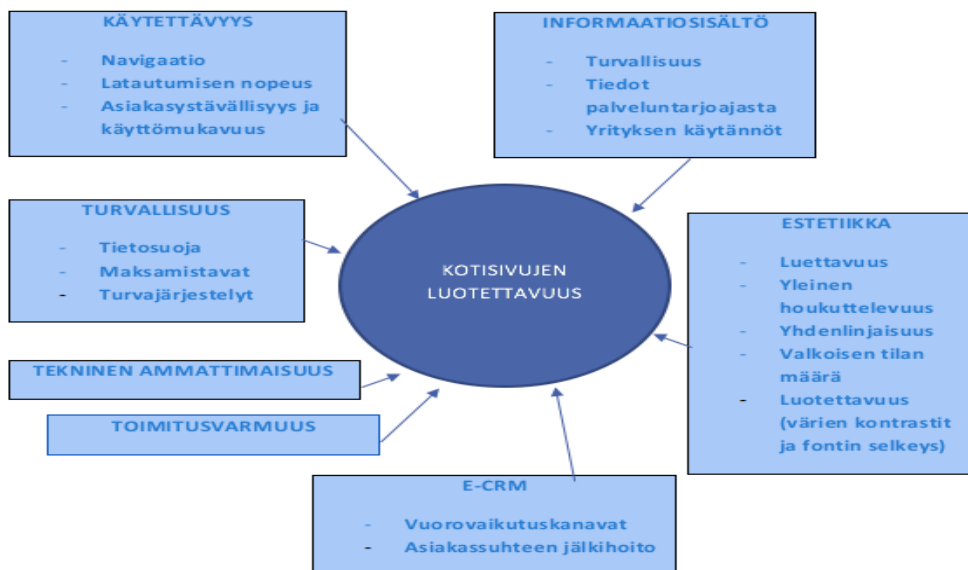 KÄYTETTÄVYYS
- Navigaatio
- Latautumisen nopeus
- Asiakasystävällisyys ja
käyttömukavuus
INFORMAATIOSISÄLTÖ
- Turvallisuus
- Tiedot
palveluntarjoajasta
- Yrityksen käytännöt
TURVALLISUUS
- Tietosuoja
- Maksamistavat
- Turvajärjestelyt
KOTISIVUJEN
LUOTETTAVUUS
ESTETIIKKA
- Luettavuus
- Yleinen
houkuttelevuus
- Yhdenlinjaisuus
- Valkoisen tilan
määrä
- Luotettavuus
(värien kontrastit
ja fontin selkeys)
TEKNINEN AMMATTIMAISUUS
TOIMITUSVARMUUS
E-CRM
- Vuorovaikutuskanavat
- Asiakassuhteen jälkihoito